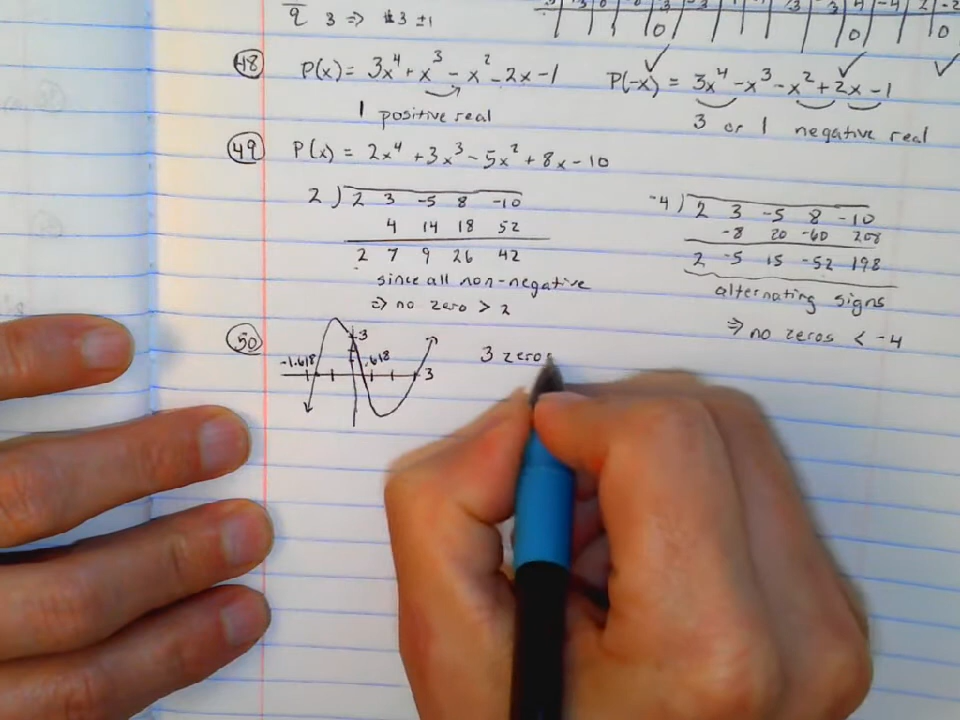 q 3 ⇒ ±3 ±1
0 0 0
48 P(x) = 3x⁴ + x³ - x² - 2x - 1
P(-x) = 3x⁴ - x³ - x² + 2x - 1
1 positive real
3 or 1 negative real
49 P(x) = 2x⁴ + 3x³ - 5x² + 8x - 10
2 ) 2 3 -5 8 -10
4 14 18 52
2 7 9 26 42
since all non-negative
⇒ no zero > 2
-4 ) 2 3 -5 8 -10
-8 20 -60 208
2 -5 15 -52 198
alternating signs
⇒ no zeros < -4
50
3
-1.618 .618 3
3 zeros